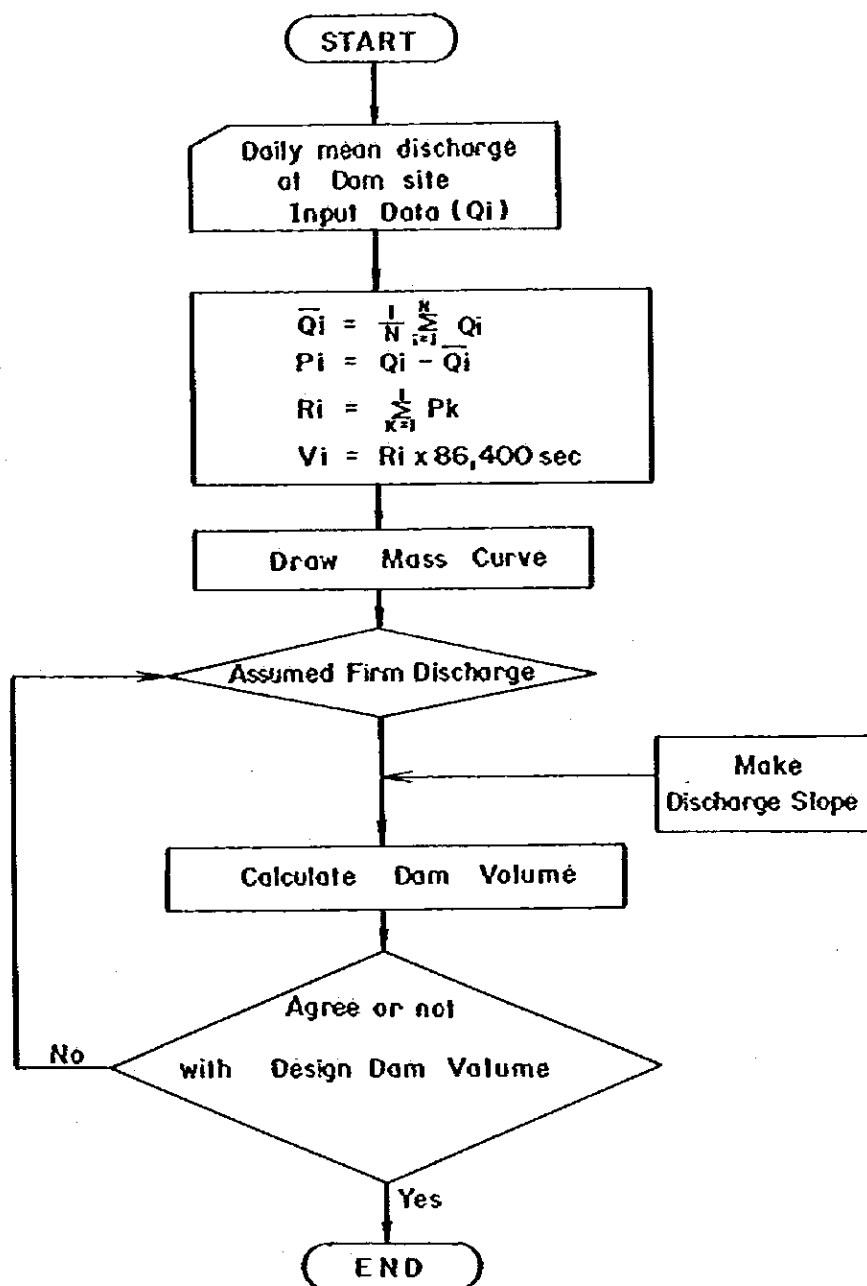 START
Daily mean discharge
at Dam site
Input Data (Qi)
Q̅i = 1/N N∑i=1 Qi
Pi = Qi - Q̅i
Ri = i∑K=1 Pk
Vi = Ri x 86,400 sec
Draw Mass Curve
Assumed Firm Discharge
Make
Discharge Slope
Calculate Dam Volume
Agree or not
No
with Design Dam Volume
Yes
END